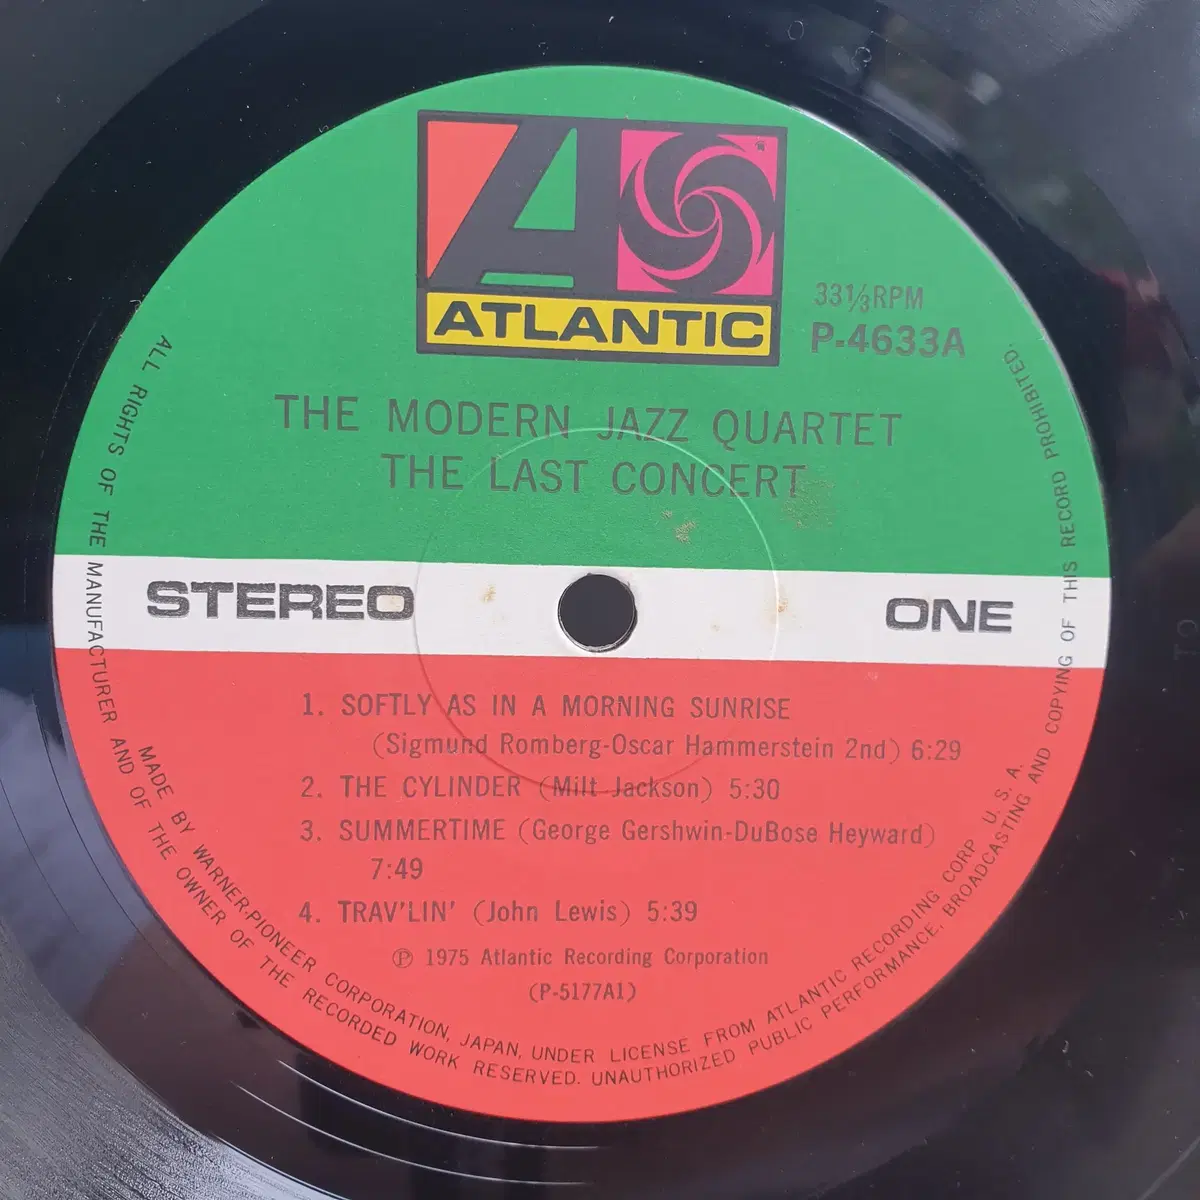 ATLANTIC
33⅓RPM
P-4633A
THE MODERN JAZZ QUARTET
THE LAST CONCERT
STEREO
ONE
1. SOFTLY AS IN A MORNING SUNRISE
(Sigmund Romberg-Oscar Hammerstein 2nd) 6:29
2. THE CYLINDER (Milt Jackson) 5:30
3. SUMMERTIME (George Gershwin-DuBose Heyward)
7:49
4. TRAV'LIN' (John Lewis) 5:39
Ⓟ 1975 Atlantic Recording Corporation
(P-5177A1)
MADE BY WARNER-PIONEER CORPORATION, JAPAN, UNDER LICENSE FROM ATLANTIC RECORDING CORP. U. S. A.
ALL RIGHTS OF THE MANUFACTURER AND OF THE OWNER OF THE RECORDED WORK RESERVED. UNAUTHORIZED PUBLIC PERFORMANCE, BROADCASTING AND COPYING OF THIS RECORD PROHIBITED.